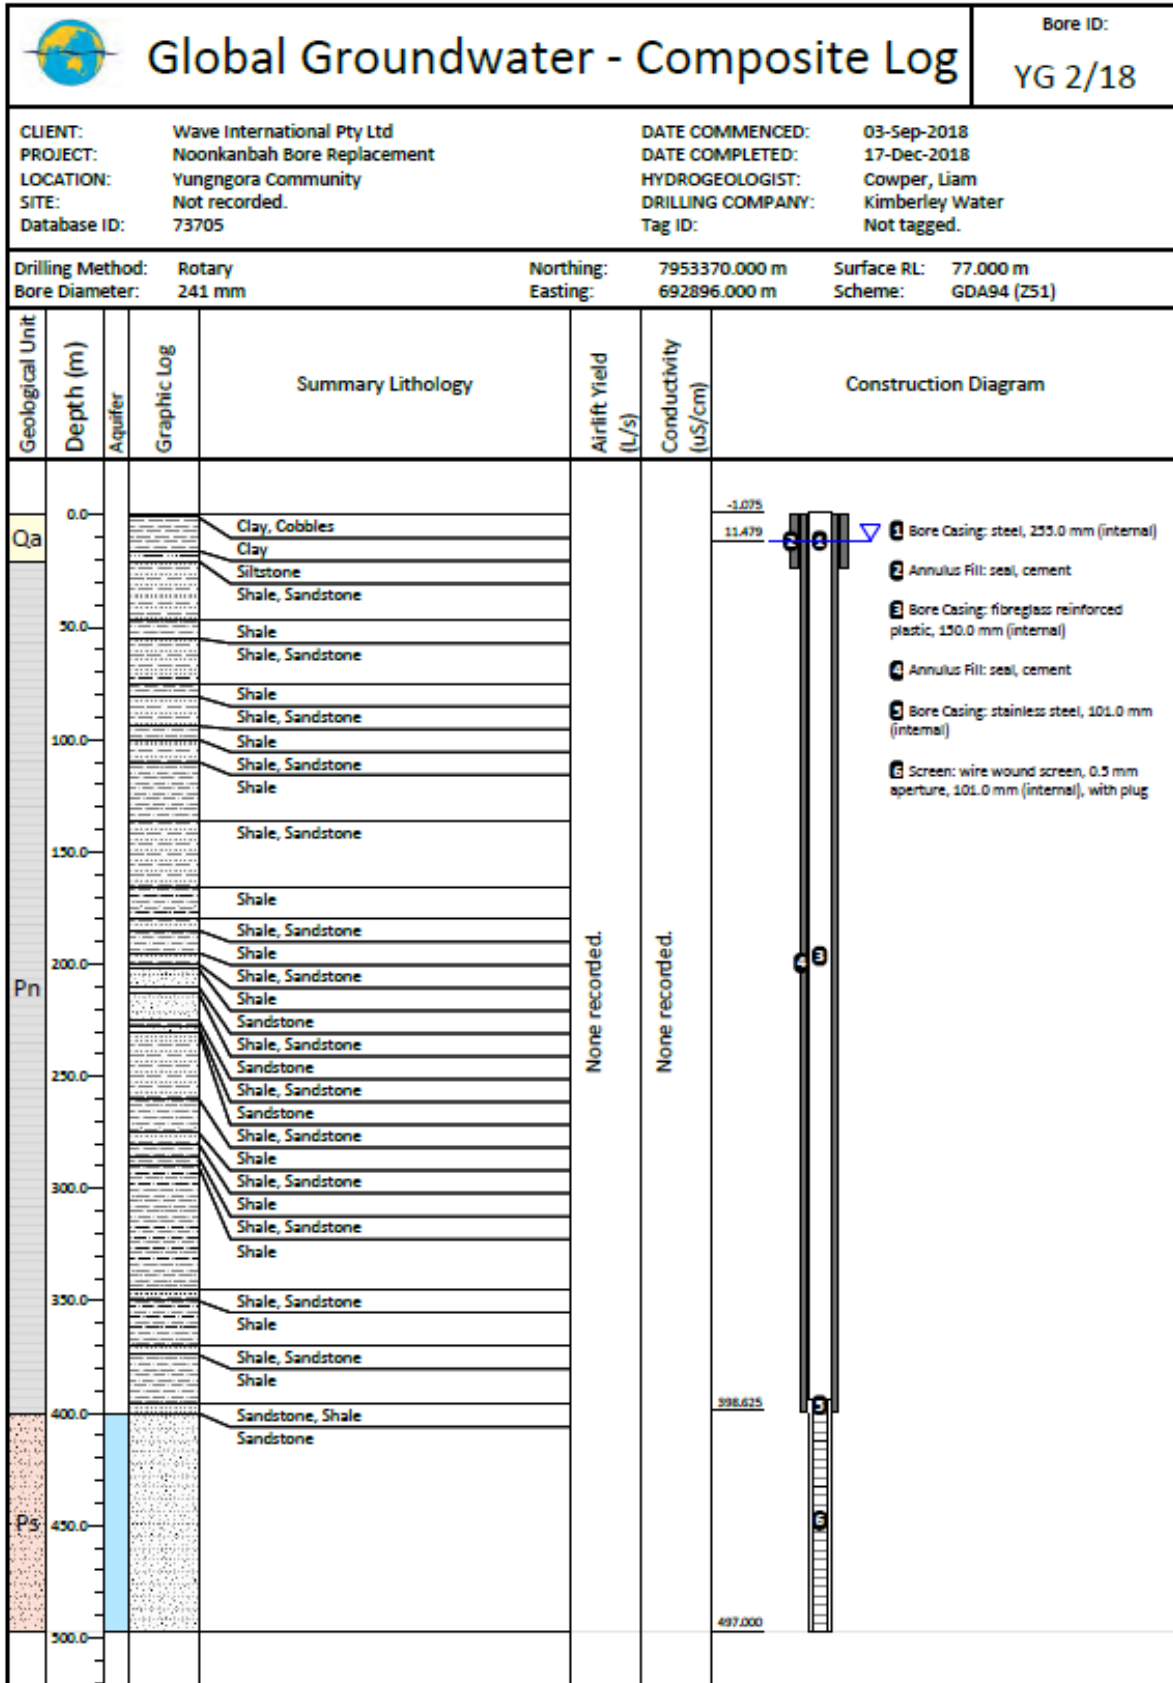 Global Groundwater - Composite Log
Bore ID:
YG 2/18
CLIENT: Wave International Pty Ltd DATE COMMENCED: 03-Sep-2018
PROJECT: Noonkanbah Bore Replacement DATE COMPLETED: 17-Dec-2018
LOCATION: Yungngora Community HYDROGEOLOGIST: Cowper, Liam
SITE: Not recorded. DRILLING COMPANY: Kimberley Water
Database ID: 73705 Tag ID: Not tagged.
Drilling Method: Rotary Northing: 7953370.000 m Surface RL: 77.000 m
Bore Diameter: 241 mm Easting: 692896.000 m Scheme: GDA94 (Z51)
Geological Unit
Depth (m)
Aquifer
Graphic Log
Summary Lithology
Airlift Yield
(L/s)
Conductivity
(uS/cm)
Construction Diagram
Qa
Pn
Ps
0.0
50.0
100.0
150.0
200.0
250.0
300.0
350.0
400.0
450.0
500.0
Clay, Cobbles
Clay
Siltstone
Shale, Sandstone
Shale
Shale, Sandstone
Shale
Shale, Sandstone
Shale
Shale, Sandstone
Shale
Shale, Sandstone
Shale
Shale, Sandstone
Shale
Shale, Sandstone
Shale
Sandstone
Shale, Sandstone
Sandstone
Shale, Sandstone
Sandstone
Shale, Sandstone
Shale
Shale, Sandstone
Shale
Shale, Sandstone
Shale
Shale, Sandstone
Shale
Shale, Sandstone
Shale
Sandstone, Shale
Sandstone
None recorded.
None recorded.
-1.075
11.479
398.625
497.000
2
4
3
6
1 Bore Casing: steel, 255.0 mm (internal)
2 Annulus Fill: seal, cement
3 Bore Casing: fibreglass reinforced
plastic, 150.0 mm (internal)
4 Annulus Fill: seal, cement
5 Bore Casing: stainless steel, 101.0 mm
(internal)
6 Screen: wire wound screen, 0.5 mm
aperture, 101.0 mm (internal), with plug